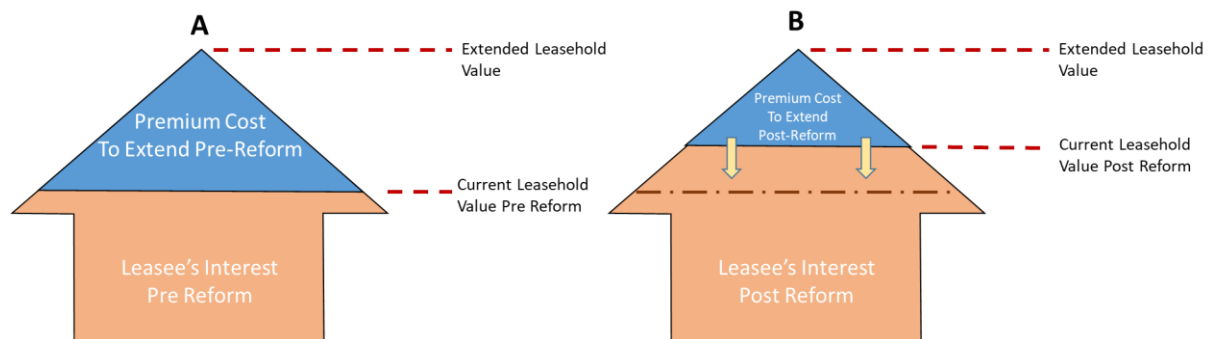 A
Extended Leasehold
Value
Premium Cost
To Extend Pre-Reform
Current Leasehold
Value Pre Reform
Leasee's Interest
Pre Reform
B
Extended Leasehold
Value
Premium Cost
To Extend
Post-Reform
Current Leasehold
Value Post Reform
Leasee's Interest
Post Reform